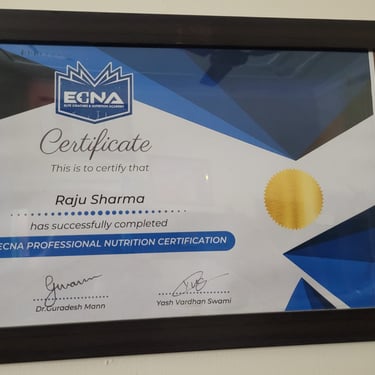 ECNA
Certificate
This is to certify that
Raju Sharma
has successfully completed
ECNA PROFESSIONAL NUTRITION CERTIFICATION
Dr.Guradesh Mann
Yash Vardhan Swami